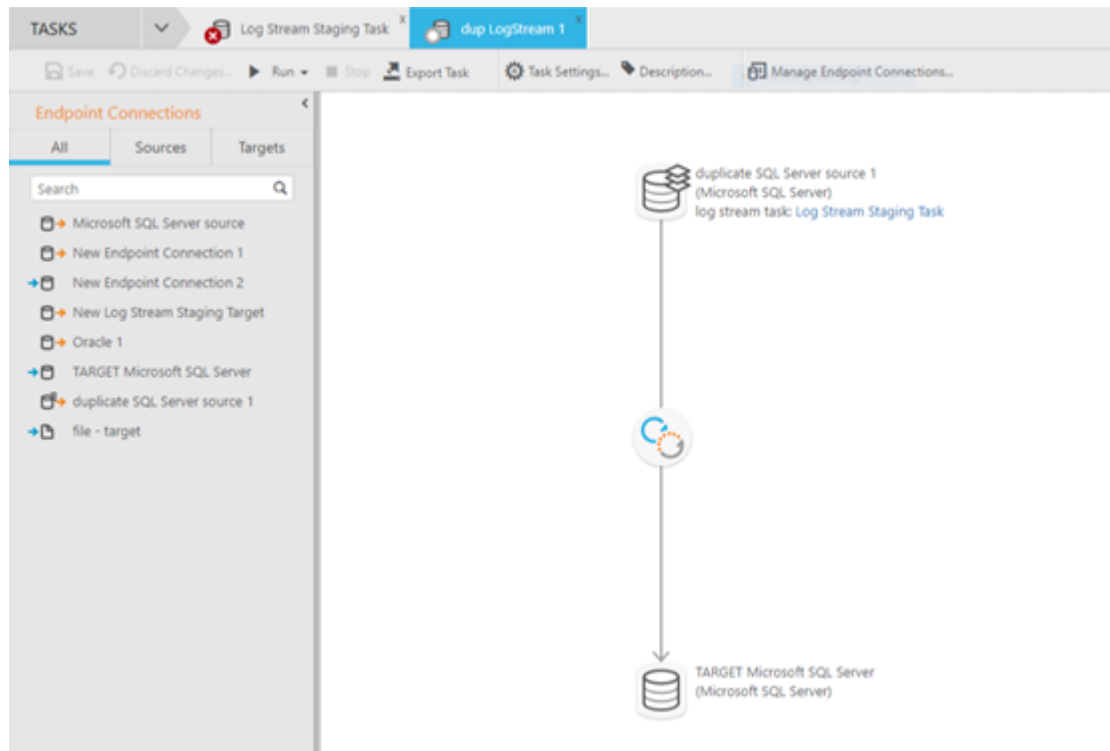 TASKS
Log Stream Staging Task
x
dup LogStream 1
x
Save
Discard Changes...
Run
Stop
Export Task
Task Settings...
Description...
Manage Endpoint Connections...
Endpoint Connections
All
Sources
Targets
Search
Microsoft SQL Server source
New Endpoint Connection 1
New Endpoint Connection 2
New Log Stream Staging Target
Oracle 1
TARGET Microsoft SQL Server
duplicate SQL Server source 1
file - target
duplicate SQL Server source 1
(Microsoft SQL Server)
log stream task: Log Stream Staging Task
TARGET Microsoft SQL Server
(Microsoft SQL Server)